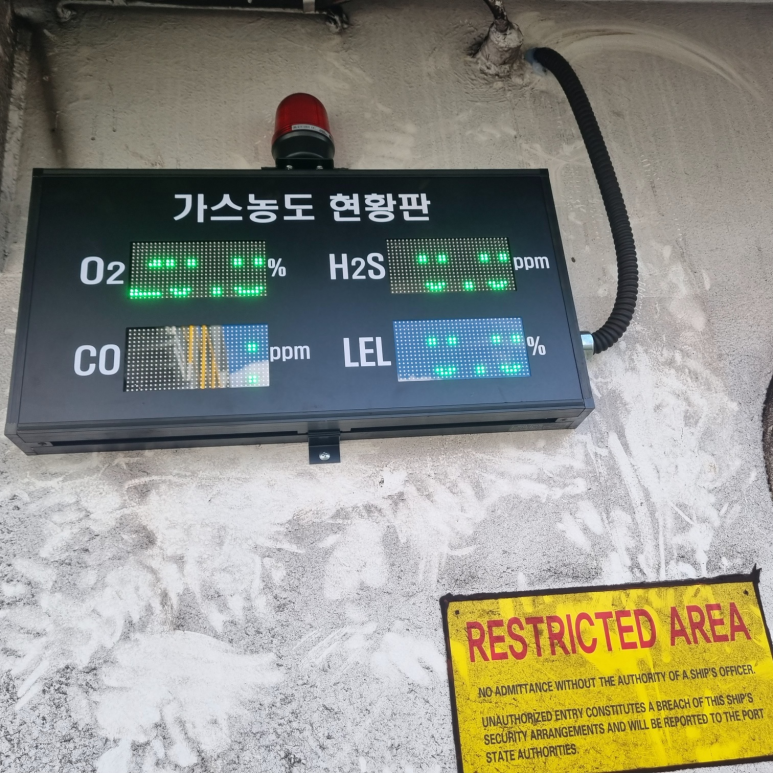 가스농도 현황판
O2 %
H2S ppm
CO ppm
LEL %
RESTRICTED AREA
NO ADMITTANCE WITHOUT THE AUTHORITY OF A SHIP'S OFFICER.
UNAUTHORIZED ENTRY CONSTITUTES A BREACH OF THIS SHIP'S
SECURITY ARRANGEMENTS AND WILL BE REPORTED TO THE PORT
STATE AUTHORITIES.